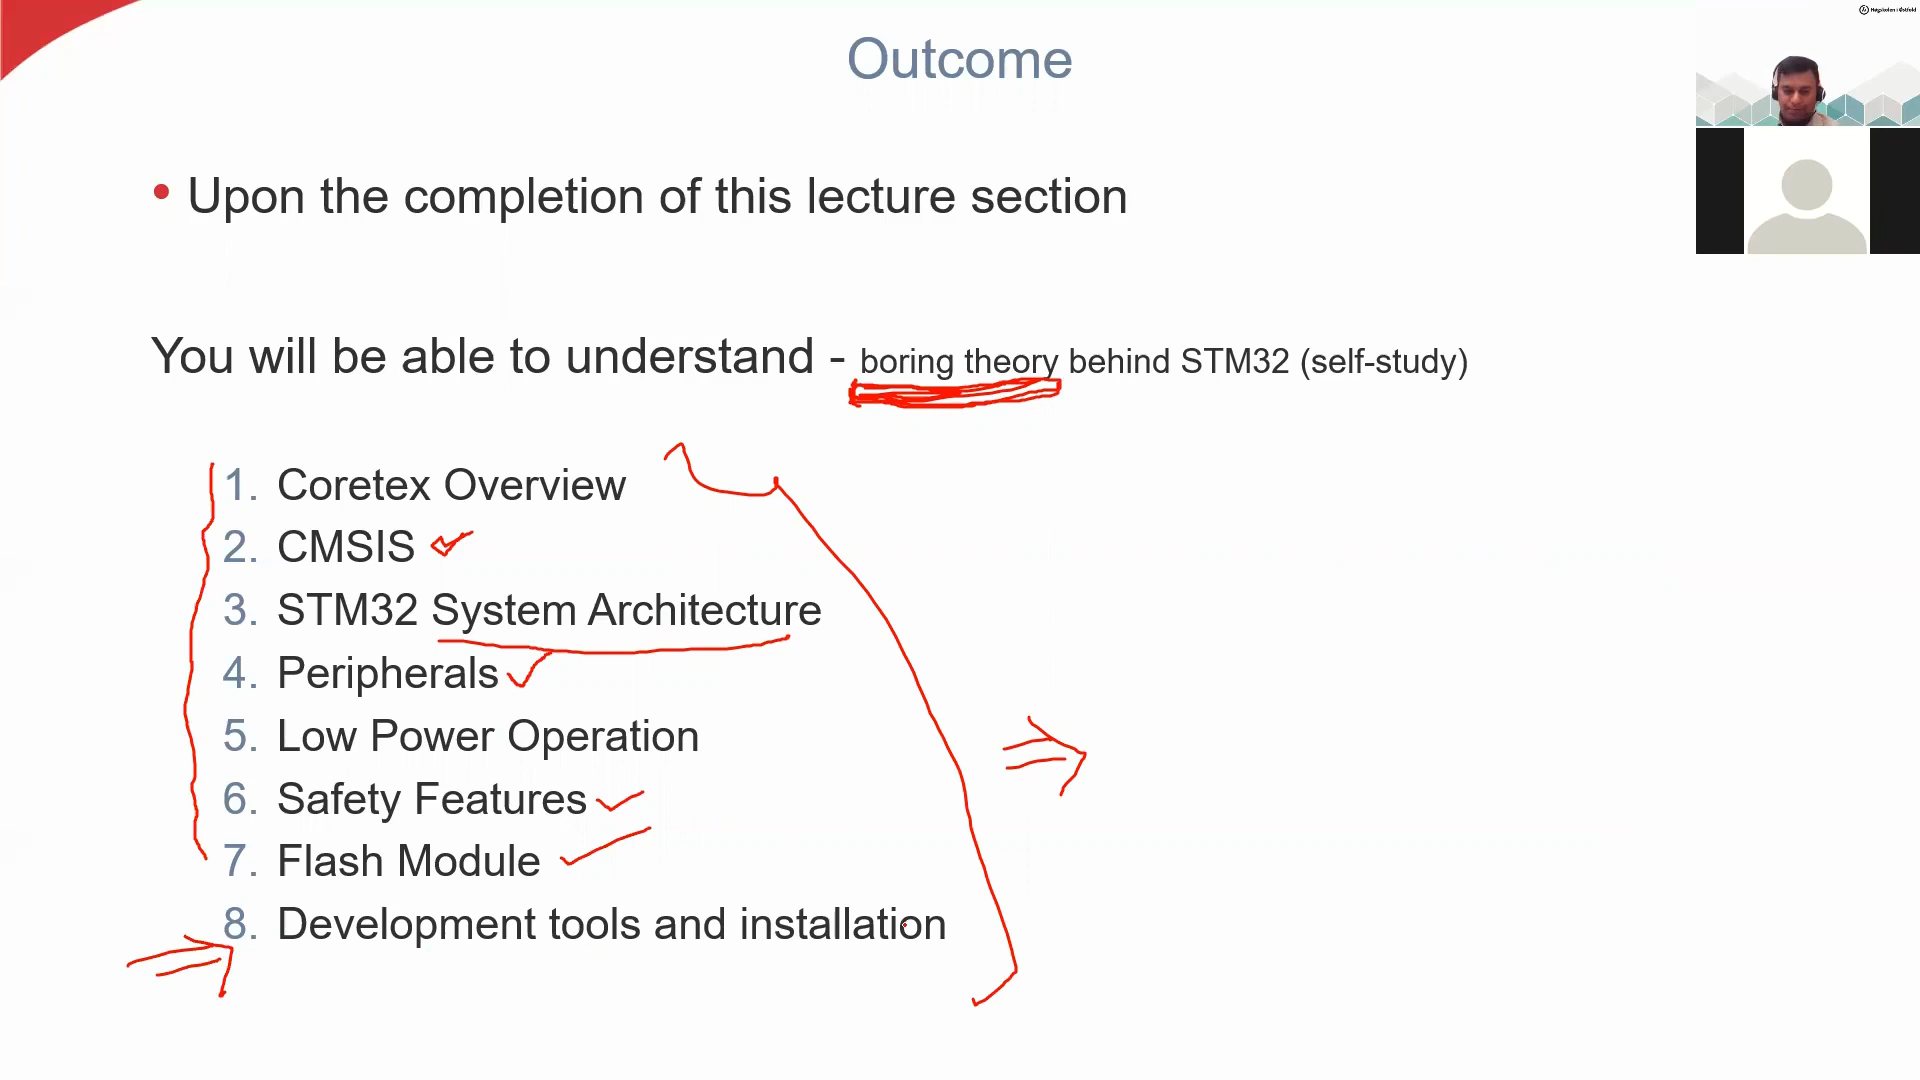 Høgskolen i Østfold
Outcome
• Upon the completion of this lecture section
You will be able to understand - boring theory behind STM32 (self-study)
1. Coretex Overview
2. CMSIS
3. STM32 System Architecture
4. Peripherals
5. Low Power Operation
6. Safety Features
7. Flash Module
8. Development tools and installation